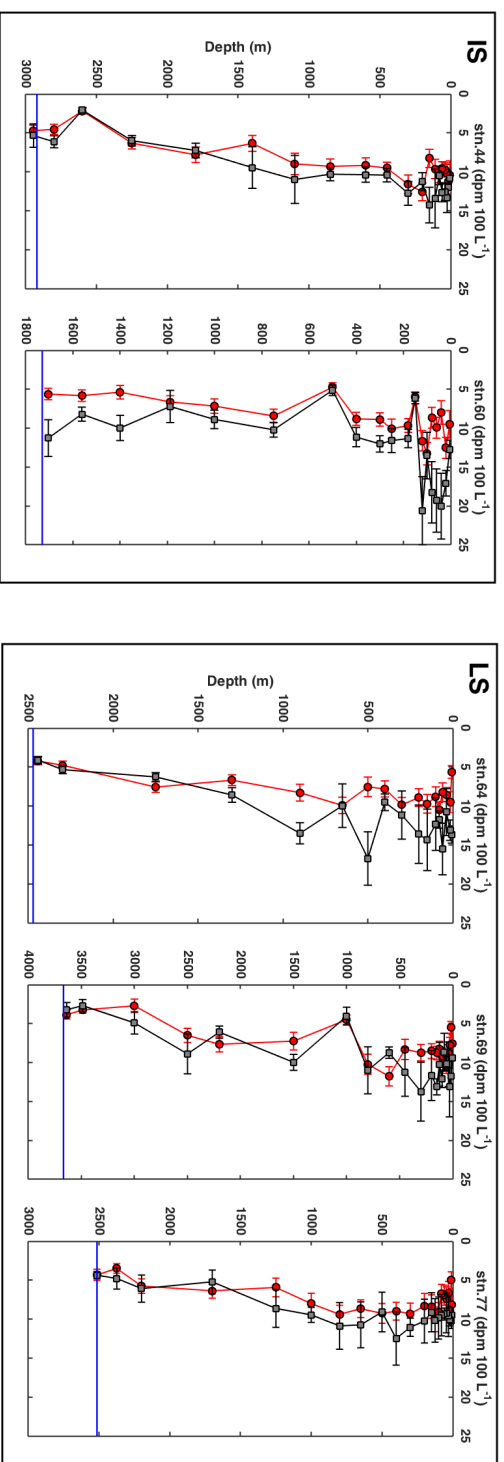 IS
stn.44 (dpm 100 L⁻¹)
0 5 10 15 20 25
Depth (m)
0 500 1000 1500 2000 2500 3000
stn.60 (dpm 100 L⁻¹)
0 5 10 15 20 25
0 200 400 600 800 1000 1200 1400 1600 1800
LS
stn.64 (dpm 100 L⁻¹)
0 5 10 15 20 25
Depth (m)
0 500 1000 1500 2000 2500
stn.69 (dpm 100 L⁻¹)
0 5 10 15 20 25
0 500 1000 1500 2000 2500 3000 3500 4000
stn.77 (dpm 100 L⁻¹)
0 5 10 15 20 25
0 500 1000 1500 2000 2500 3000